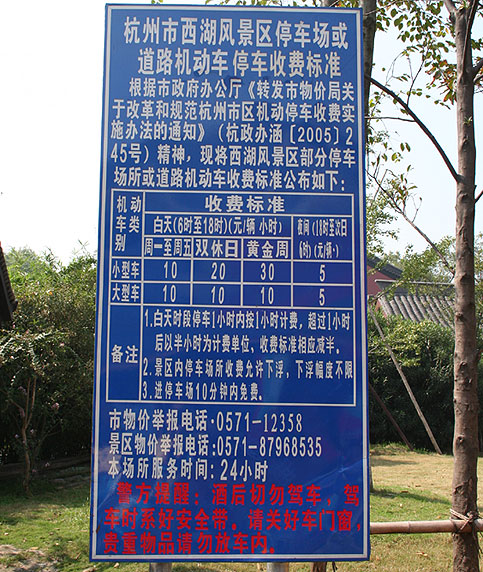 杭州市西湖风景区停车场或
道路机动车停车收费标准
根据市政府办公厅《转发市物价局关
于改革和规范杭州市区机动停车收费实
施办法的通知》（杭政办函［2005］2
45号）精神，现将西湖风景区部分停车
场所或道路机动车收费标准公布如下：
机动车类别 收费标准
白天(6时至18时)(元/辆 小时) 夜间(18时至次日6时)(元/辆·)
周一至周五 双休日 黄金周
小型车 10 20 30 5
大型车 10 10 10 5
备注
1.白天时段停车1小时内按1小时计费，超过1小时
后以半小时为计费单位、收费标准相应减半。
2.景区内停车场所收费允许下浮，下浮幅度不限
3.进停车场10分钟内免费。
市物价举报电话:0571-12358
景区物价举报电话:0571-87968535
本场所服务时间:24小时
警方提醒：酒后切勿驾车，驾
车时系好安全带。请关好车门窗，
贵重物品请勿放车内。